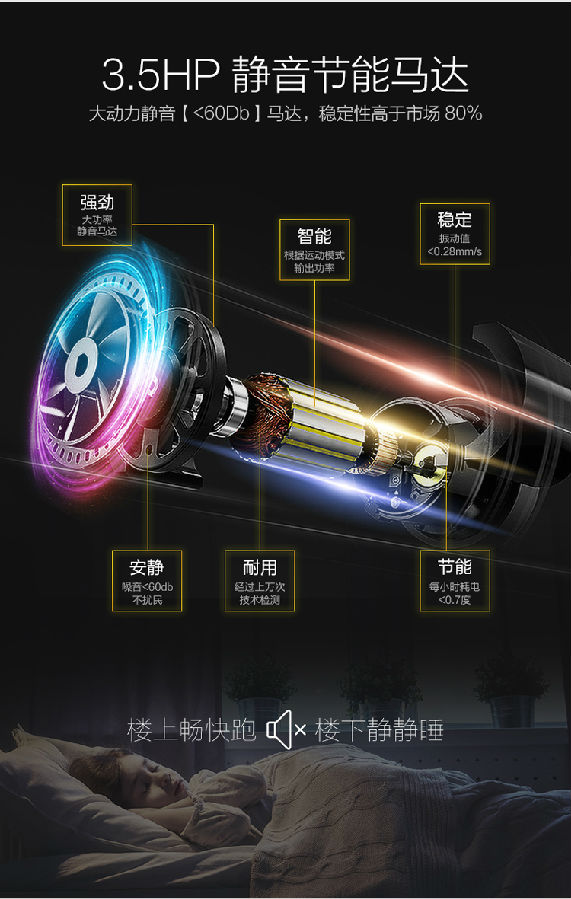 3.5HP 静音节能马达
大动力静音【<60Db】马达，稳定性高于市场 80%
强劲
大功率
静音马达
智能
根据运动模式
输出功率
稳定
振动值
<0.28mm/s
安静
噪音<60db
不扰民
耐用
经过上万次
技术检测
节能
每小时耗电
<0.7度
楼上畅快跑 楼下静静睡